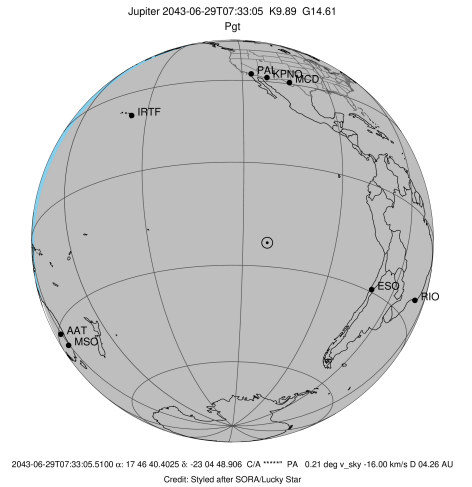 Jupiter 2043-06-29T07:33:05 K9.89 G14.61
Pgt
PAL
KPNO
MCD
IRTF
ESO
RIO
AAT
MSO
2043-06-29T07:33:05.5100 α: 17 46 40.4025 δ: -23 04 48.906 C/A *****" PA 0.21 deg v_sky -16.00 km/s D 04.26 AU
Credit: Styled after SORA/Lucky Star